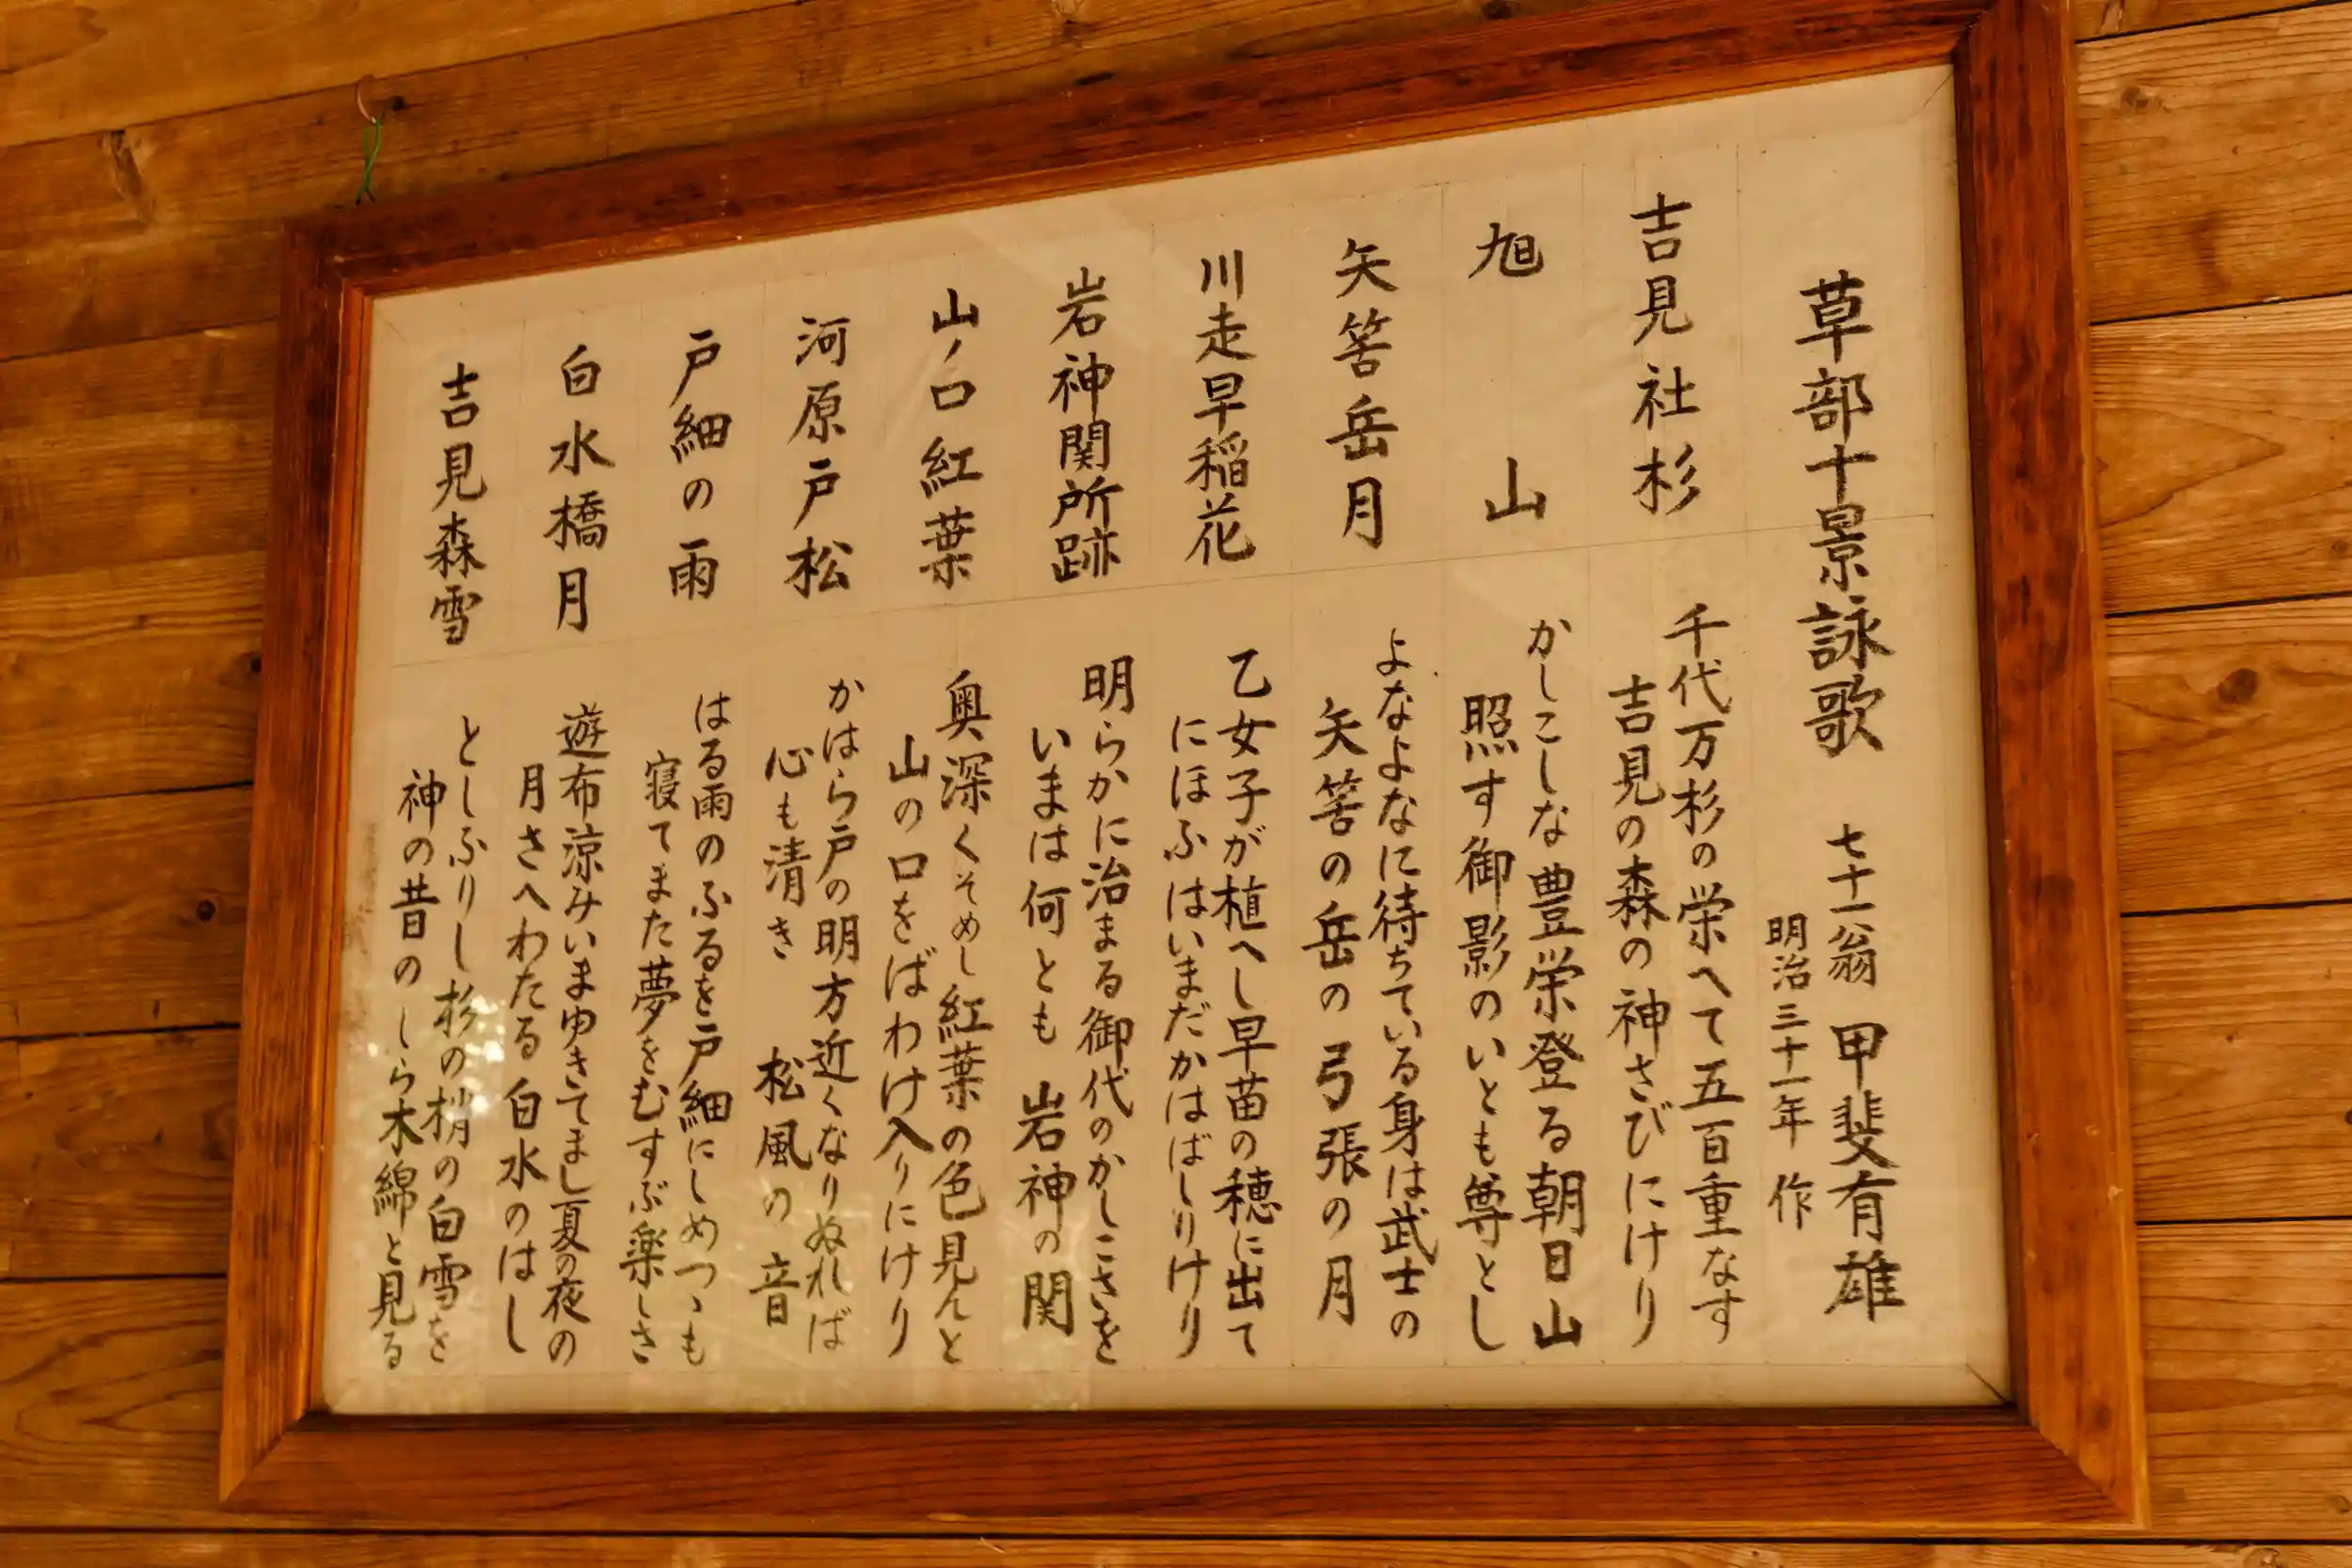 草部十景詠歌 七十一翁 甲斐有雄
明治三十一年 作
吉見社杉
千代万杉の栄へて五百重なす
吉見の森の神さびにけり
旭 山
かしこしな豊栄登る朝日山
照す御影のいとも尊とし
矢筈岳月
よなよなに待ちている身は武士の
矢筈の岳の弓張の月
川走早稲花
乙女子が植へし早苗の穂に出て
にほふはいまだかはばしりけり
岩神関所跡
明らかに治まる御代のかしこさを
いまは何とも 岩神の関
山ノ口紅葉
奥深くそめし紅葉の色見んと
山の口をばわけ入りにけり
河原戸松
かはら戸の明方近くなりぬれば
心も清き 松風の音
戸細の雨
はる雨のふるを戸細にしめつゝも
寝てまた夢をむすぶ楽しさ
白水橋月
遊布涼みいまゆきてまし夏の夜の
月さへわたる白水のはし
吉見森雪
としふりし杉の梢の白雪を
神の昔のしら木綿と見る